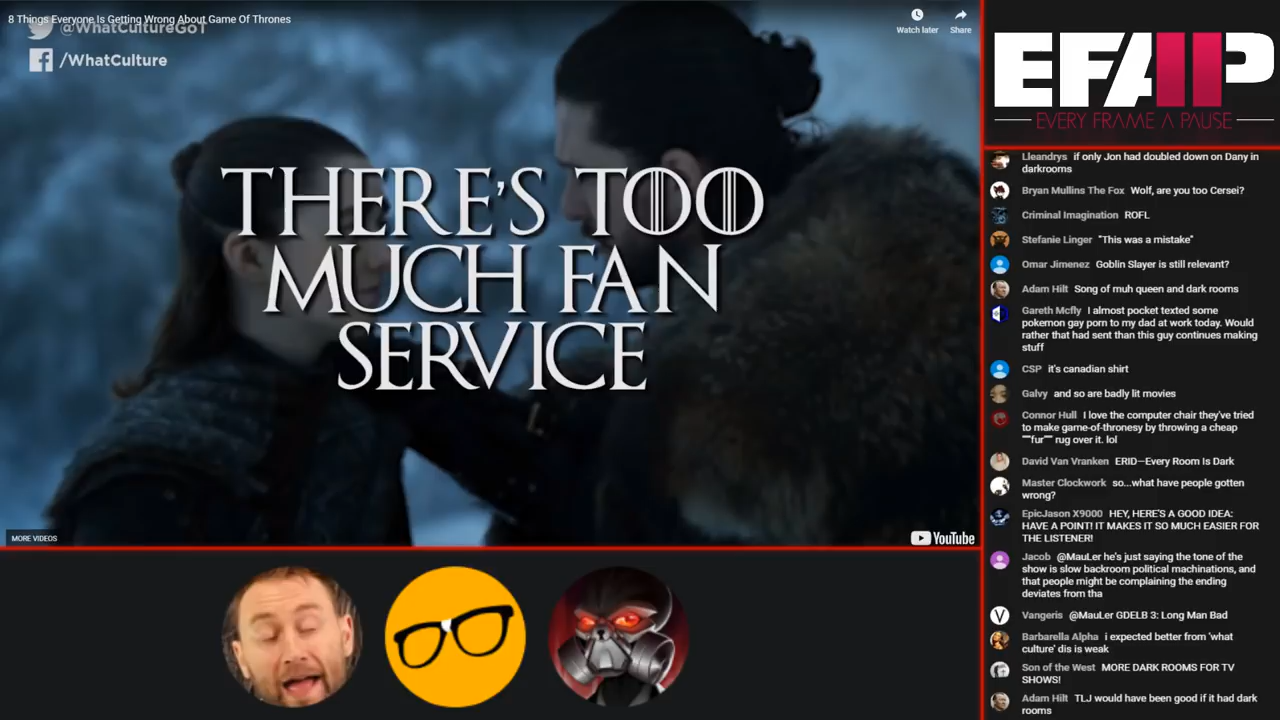 8 Things Everyone Is Getting Wrong About Game Of Thrones
@WhatCultureGoT
/WhatCulture
Watch later
Share
THERE'S TOO
MUCH FAN
SERVICE
MORE VIDEOS
YouTube
EFAP
EVERY FRAME A PAUSE
Lleandrys if only Jon had doubled down on Dany in
darkrooms
Bryan Mullins The Fox Wolf, are you too Cersei?
Criminal Imagination ROFL
Stefanie Linger "This was a mistake"
Omar Jimenez Goblin Slayer is still relevant?
Adam Hilt Song of muh queen and dark rooms
Gareth Mcfly I almost pocket texted some
pokemon gay porn to my dad at work today. Would
rather that had sent than this guy continues making
stuff
CSP it's canadian shirt
Galvy and so are badly lit movies
Connor Hull I love the computer chair they've tried
to make game-of-thronesy by throwing a cheap
"""fur""" rug over it. lol
David Van Vranken ERID—Every Room Is Dark
Master Clockwork so...what have people gotten
wrong?
EpicJason X9000 HEY, HERE'S A GOOD IDEA:
HAVE A POINT! IT MAKES IT SO MUCH EASIER FOR
THE LISTENER!
Jacob @MauLer he's just saying the tone of the
show is slow backroom political machinations, and
that people might be complaining the ending
deviates from tha
V
Vangeris @MauLer GDELB 3: Long Man Bad
Barbarella Alpha i expected better from 'what
culture' dis is weak
Son of the West MORE DARK ROOMS FOR TV
SHOWS!
Adam Hilt TLJ would have been good if it had dark
rooms